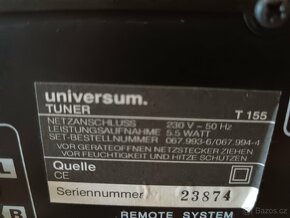 universum.
TUNER T 155
NETZANSCHLUSS 230 V ~ 50 Hz
LEISTUNGSAUFNAHME 5.5 WATT
SET-BESTELLNUMMER 067.993-6/067.994-4
VOR GERÄTEÖFFNEN NETZSTECKER ZIEHEN
VOR FEUCHTIGKEIT UND HITZE SCHÜTZEN
Quelle
CE
Seriennummer 23874
L
R
REMOTE SYSTEM